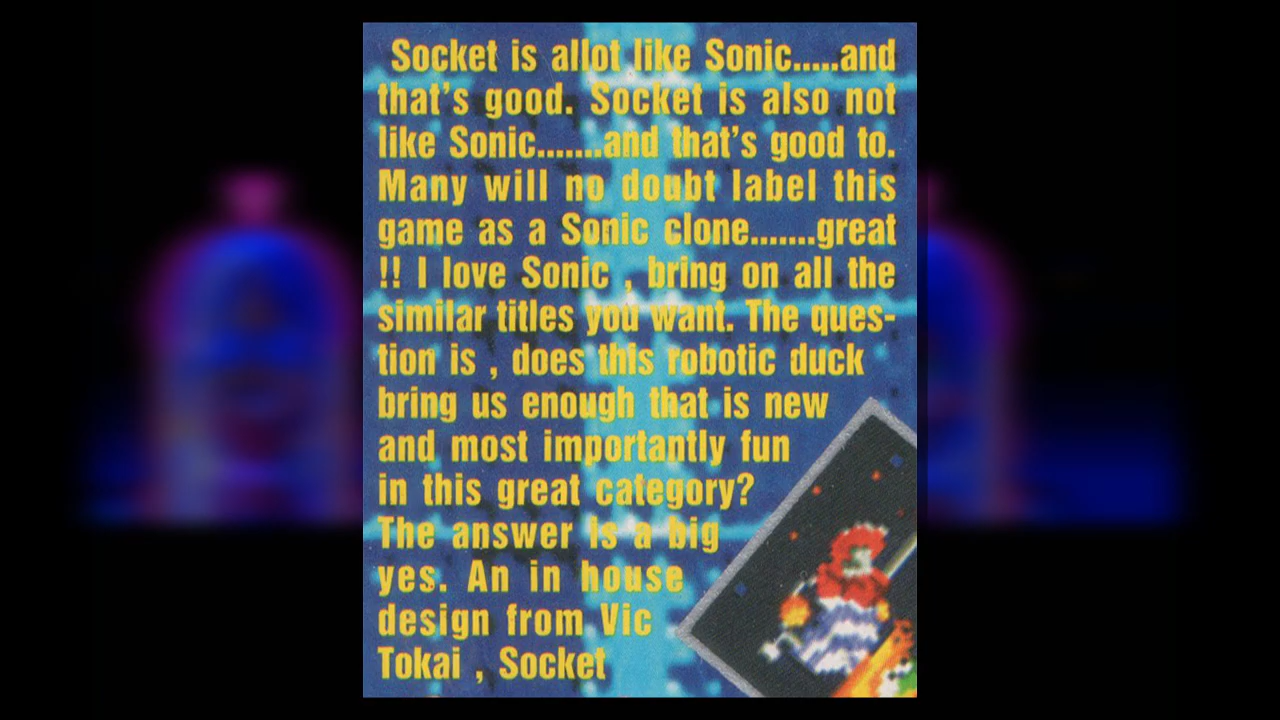 Socket is allot like Sonic.....and
that's good. Socket is also not
like Sonic.......and that's good to.
Many will no doubt label this
game as a Sonic clone.......great
!! I love Sonic , bring on all the
similar titles you want. The ques-
tion is , does this robotic duck
bring us enough that is new
and most importantly fun
in this great category?
The answer is a big
yes. An in house
design from Vic
Tokai , Socket